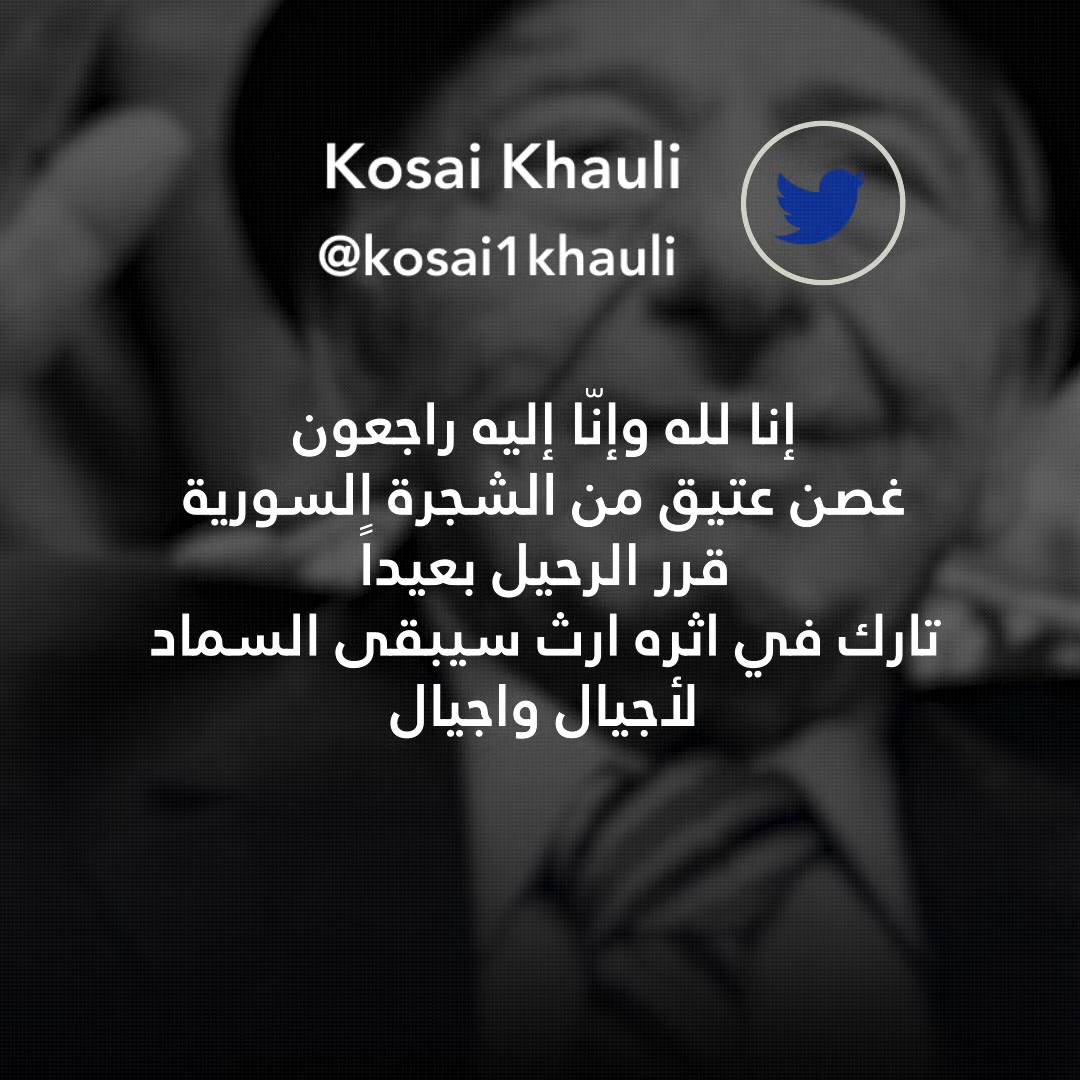 Kosai Khauli
@kosai1khauli
إنا لله وإنّا إليه راجعون
غصن عتيق من الشجرة السورية
قرر الرحيل بعيداً
تارك في اثره ارث سيبقى السماد
لأجيال واجيال